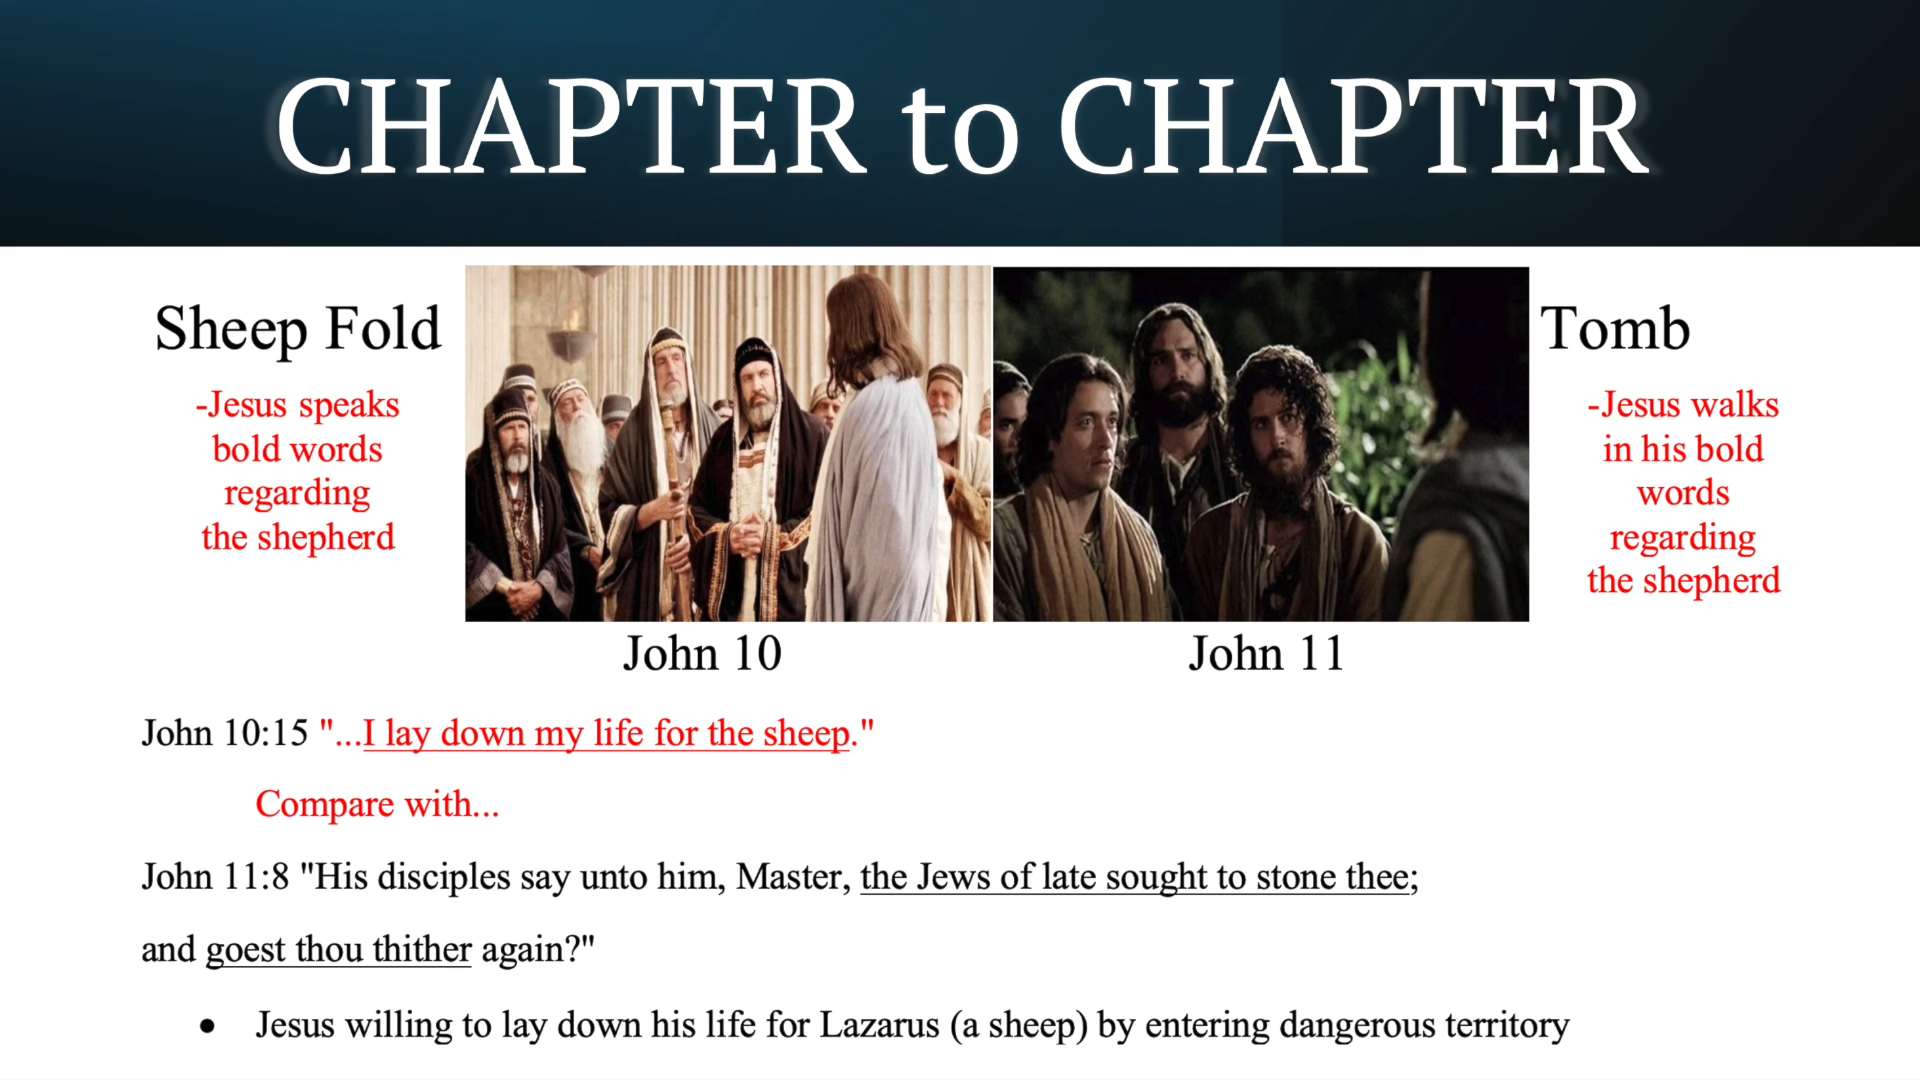 CHAPTER to CHAPTER
Sheep Fold
-Jesus speaks
bold words
regarding
the shepherd
Tomb
-Jesus walks
in his bold
words
regarding
the shepherd
John 10
John 11
John 10:15 "...I lay down my life for the sheep."
Compare with...
John 11:8 "His disciples say unto him, Master, the Jews of late sought to stone thee;
and goest thou thither again?"
• Jesus willing to lay down his life for Lazarus (a sheep) by entering dangerous territory